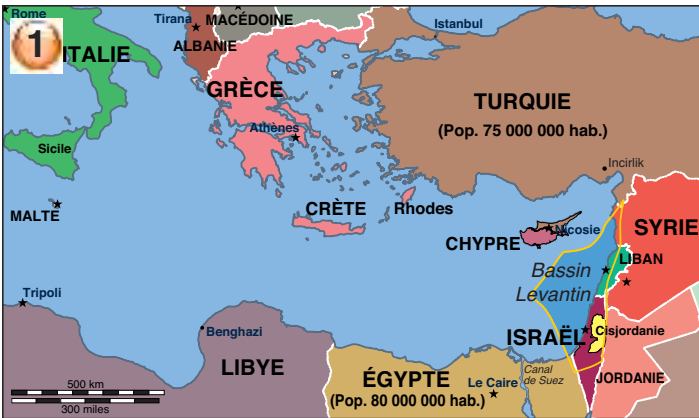 Rome
1
ITALIE
Tirana
MACÉDOINE
ALBANIE
Istanbul
GRÈCE
TURQUIE
(Pop. 75 000 000 hab.)
Athènes
Sicile
Incirlik
MALTE
CRÈTE
Rhodes
Nicosie
CHYPRE
SYRIE
Bassin
Levantin
LIBAN
Tripoli
Benghazi
ISRAËL
Cisjordanie
LIBYE
ÉGYPTE
(Pop. 80 000 000 hab.)
Le Caire
Canal
de Suez
JORDANIE
500 km
300 miles